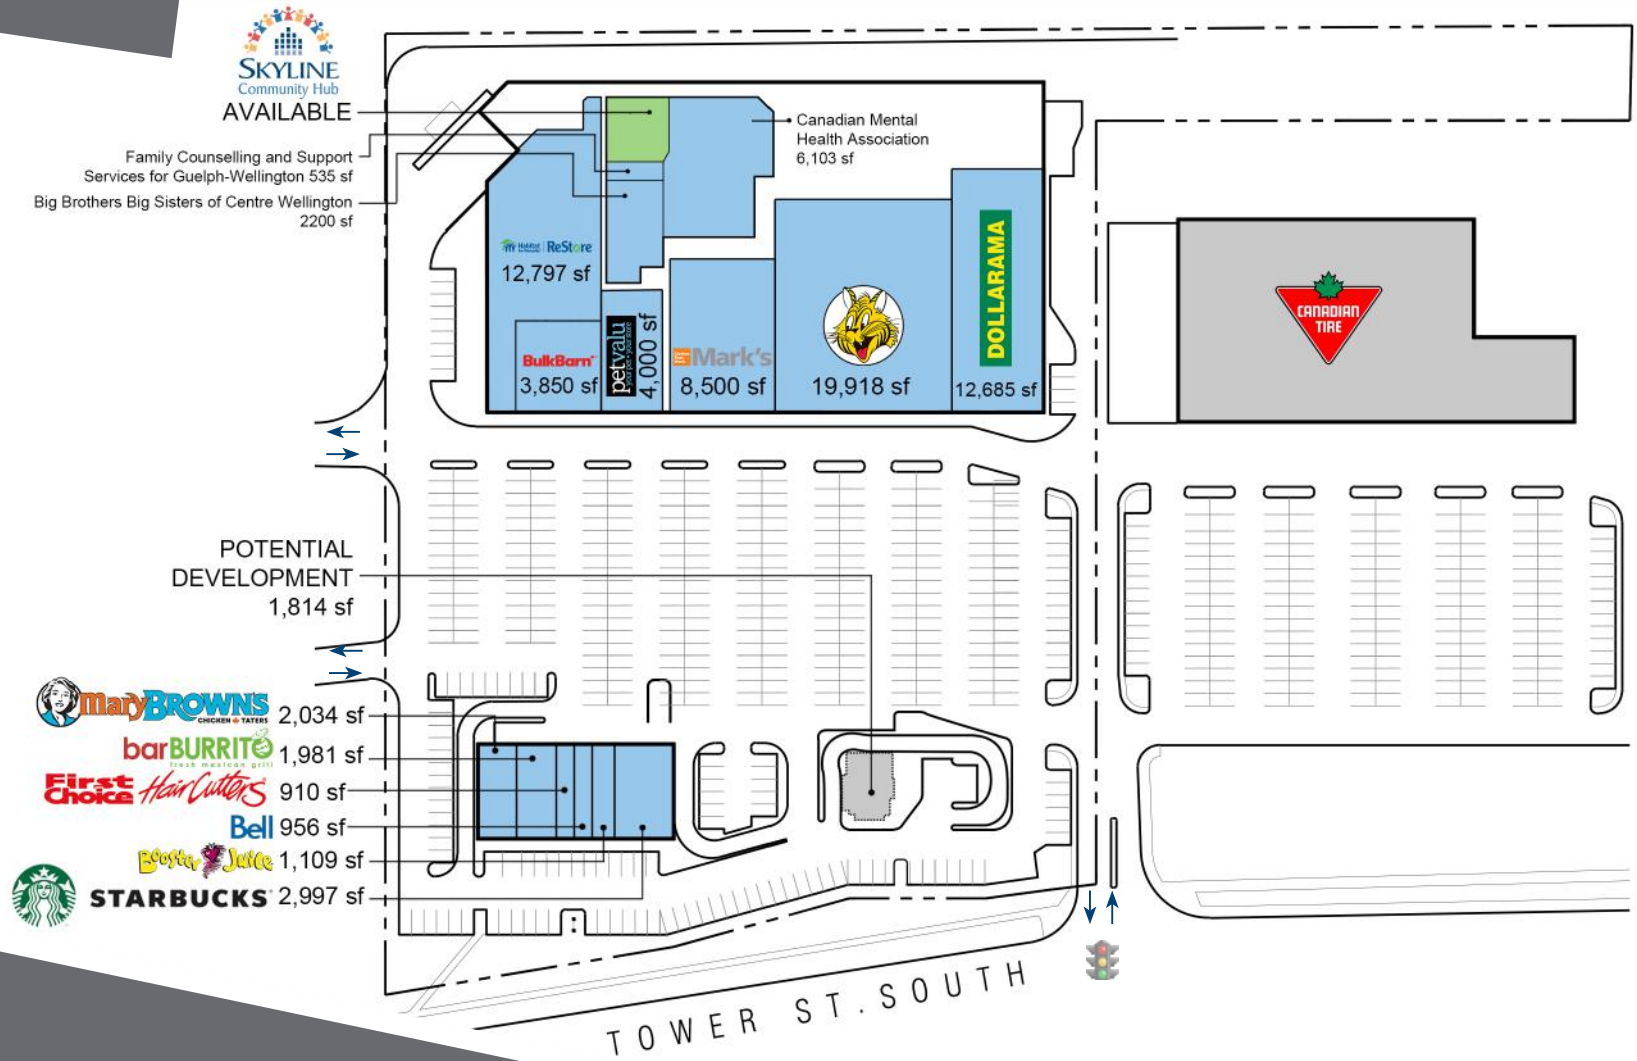 SKYLINE
Community Hub
AVAILABLE
Family Counselling and Support
Services for Guelph-Wellington 535 sf
Big Brothers Big Sisters of Centre Wellington
2200 sf
Canadian Mental
Health Association
6,103 sf
Habitat ReStore
12,797 sf
BulkBarn
3,850 sf
petvalu
4,000 sf
Mark's
8,500 sf
19,918 sf
DOLLARAMA
12,685 sf
CANADIAN
TIRE
POTENTIAL
DEVELOPMENT
1,814 sf
maryBROWN'S
CHICKEN & TATERS
2,034 sf
barBURRITO
fresh mexican grill
1,981 sf
First
Choice HairCutters
910 sf
Bell 956 sf
Booster Juice 1,109 sf
STARBUCKS 2,997 sf
TOWER ST. SOUTH